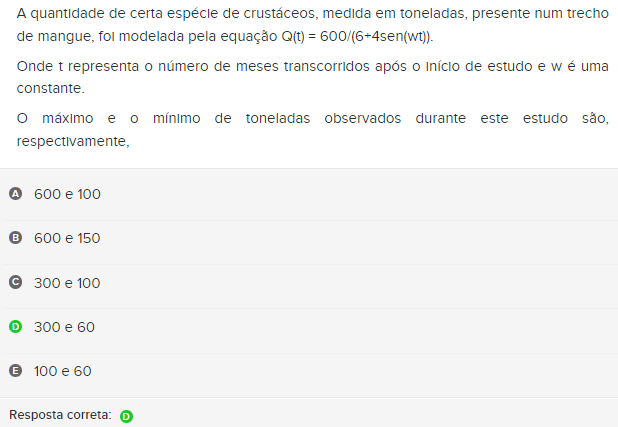 A quantidade de certa espécie de crustáceos, medida em toneladas, presente num trecho
de mangue, foi modelada pela equação Q(t) = 600/(6+4sen(wt)).
Onde t representa o número de meses transcorridos após o início de estudo e w é uma
constante.
O máximo e o mínimo de toneladas observados durante este estudo são,
respectivamente,
A 600 e 100
B 600 e 150
C 300 e 100
D 300 e 60
E 100 e 60
Resposta correta: D